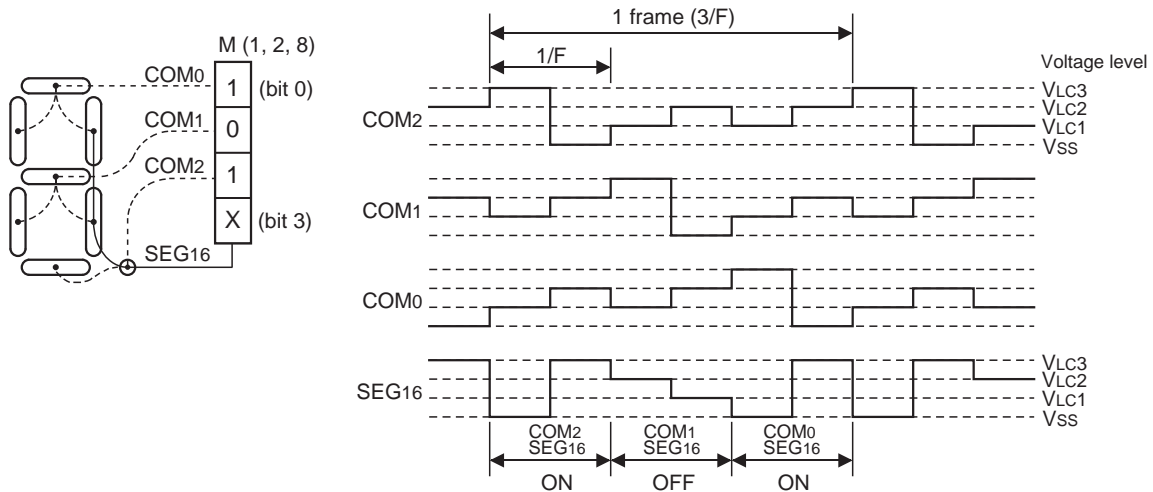 M (1, 2, 8)
COM0
1
(bit 0)
COM1
0
COM2
1
X
(bit 3)
SEG16
1 frame (3/F)
1/F
Voltage level
COM2
VLC3
VLC2
VLC1
VSS
COM1
COM0
SEG16
VLC3
VLC2
VLC1
VSS
COM2
SEG16
COM1
SEG16
COM0
SEG16
ON
OFF
ON